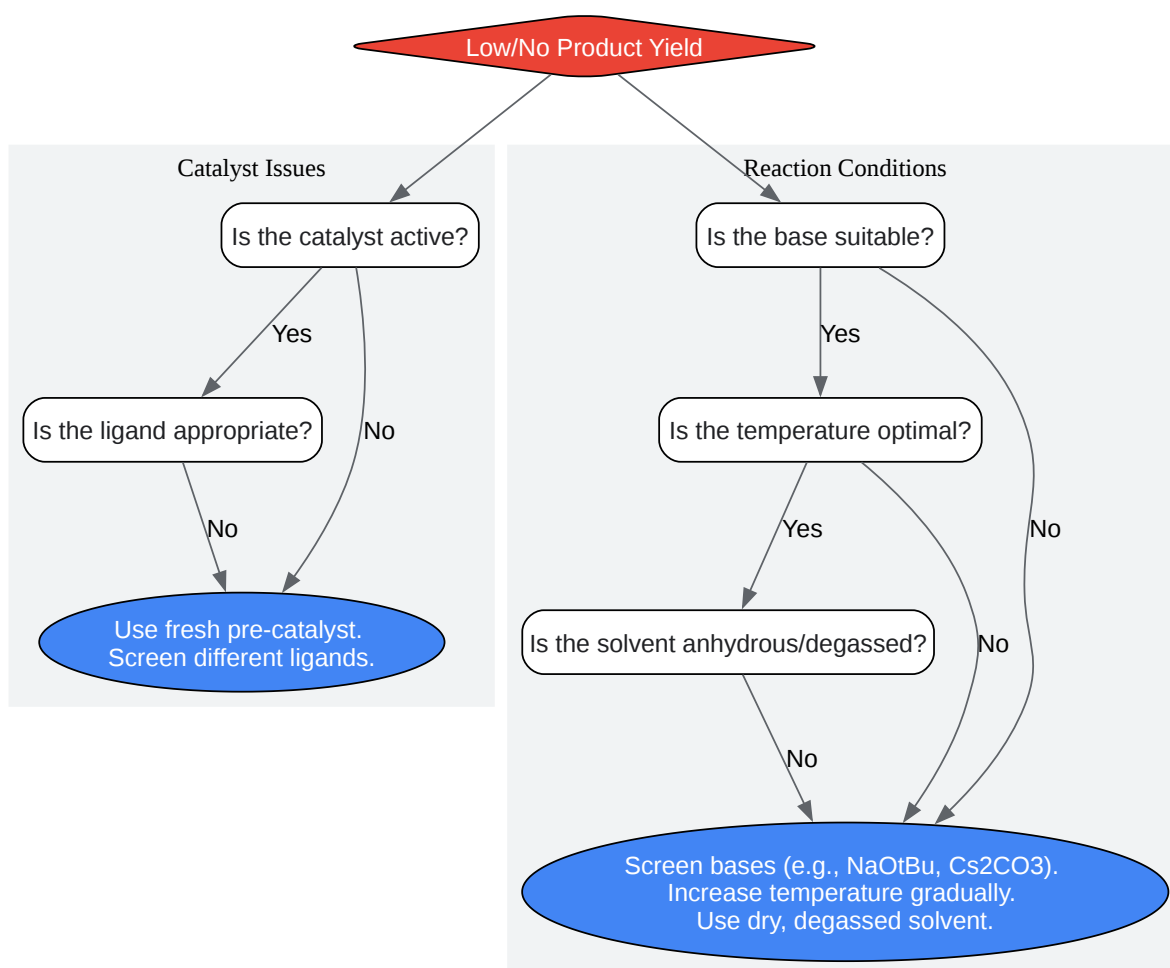 Low/No Product Yield
Catalyst Issues
Is the catalyst active?
Yes
Is the ligand appropriate?
No
No
Use fresh pre-catalyst.
Screen different ligands.
Reaction Conditions
Is the base suitable?
Yes
Is the temperature optimal?
Yes
No
Is the solvent anhydrous/degassed?
No
No
Screen bases (e.g., NaOtBu, Cs2CO3).
Increase temperature gradually.
Use dry, degassed solvent.